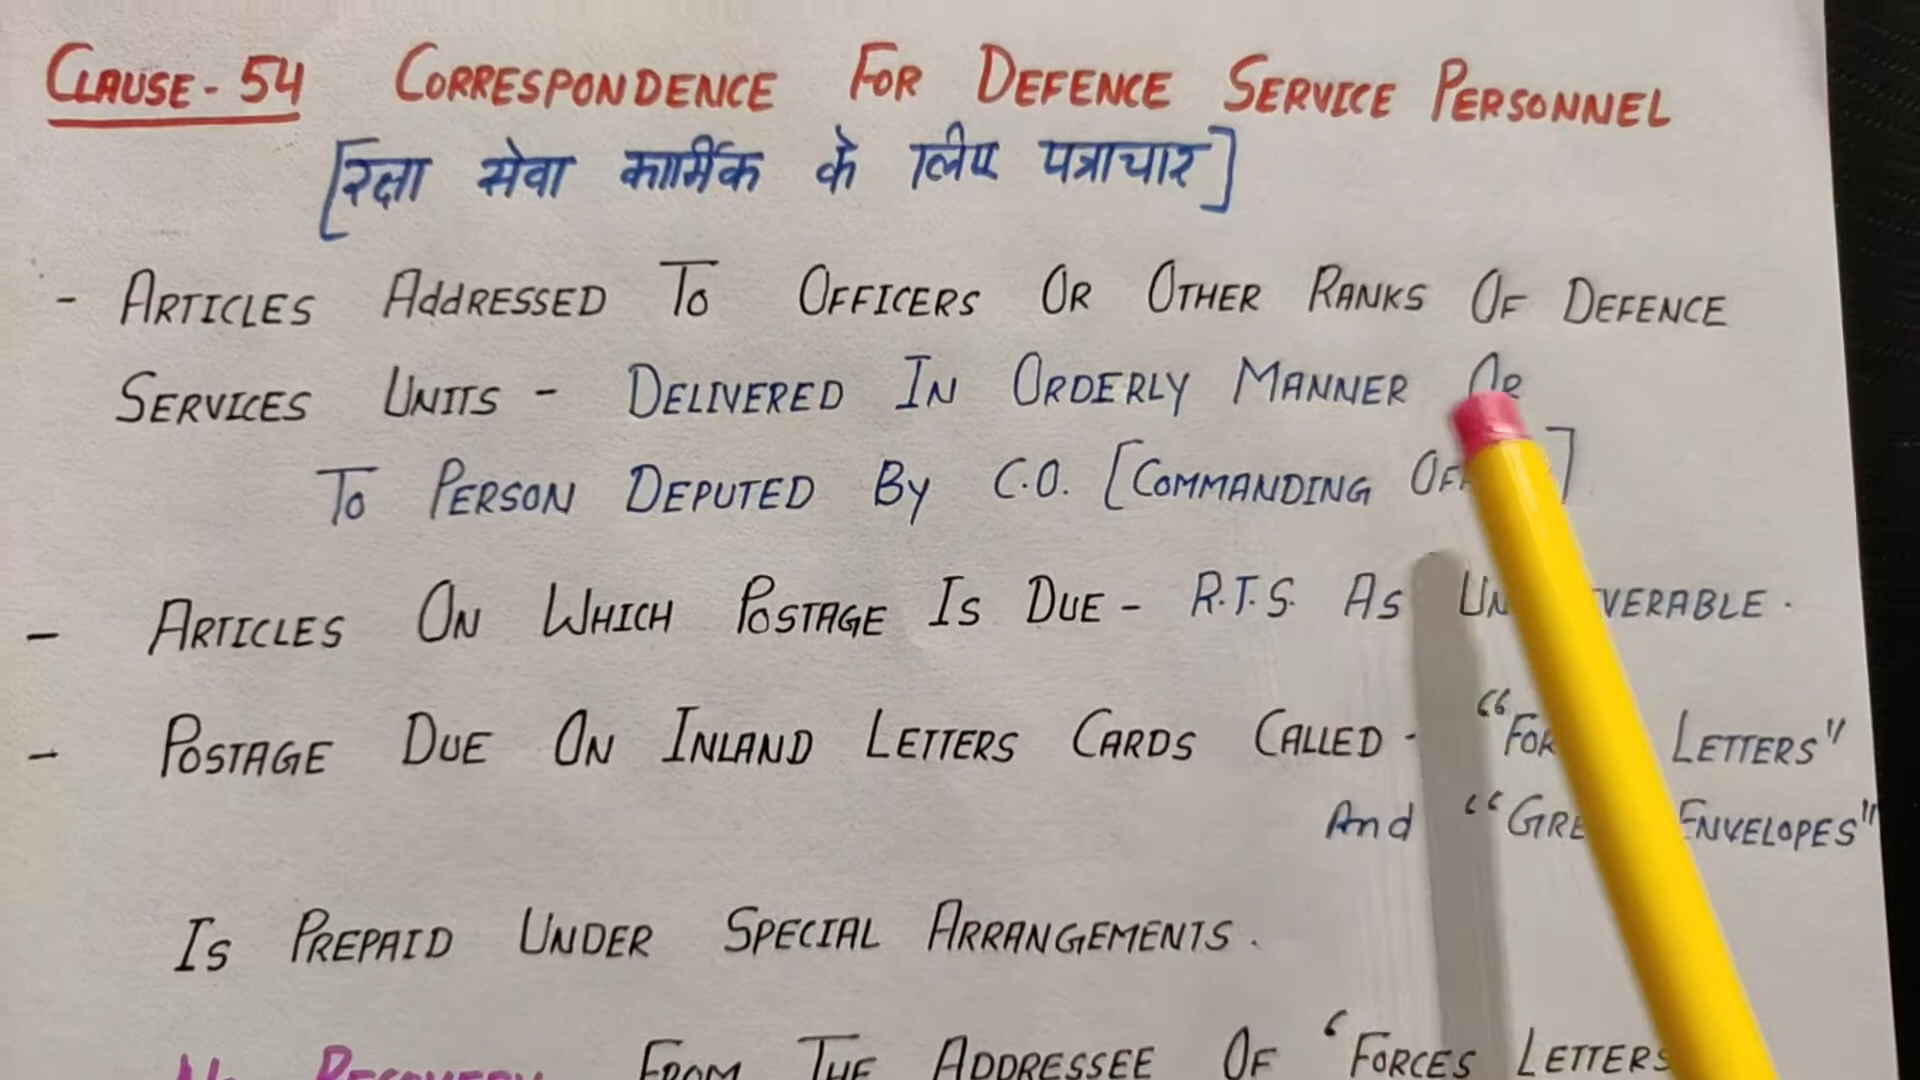 CLAUSE-54 CORRESPONDENCE FOR DEFENCE SERVICE PERSONNEL
[रक्षा सेवा कार्मिक के लिए पत्राचार]
- ARTICLES ADDRESSED TO OFFICERS OR OTHER RANKS OF DEFENCE
SERVICES UNITS - DELIVERED IN ORDERLY MANNER OR
TO PERSON DEPUTED BY C.O. [COMMANDING ]
- ARTICLES ON WHICH POSTAGE IS DUE - R.T.S. AS
- POSTAGE DUE ON INLAND LETTERS CARDS CALLED - " LETTERS"
And " ENVELOPES"
IS PREPAID UNDER SPECIAL ARRANGEMENTS.
No RECOVERY FROM THE ADDRESSEE OF 'FORCES LETTERS